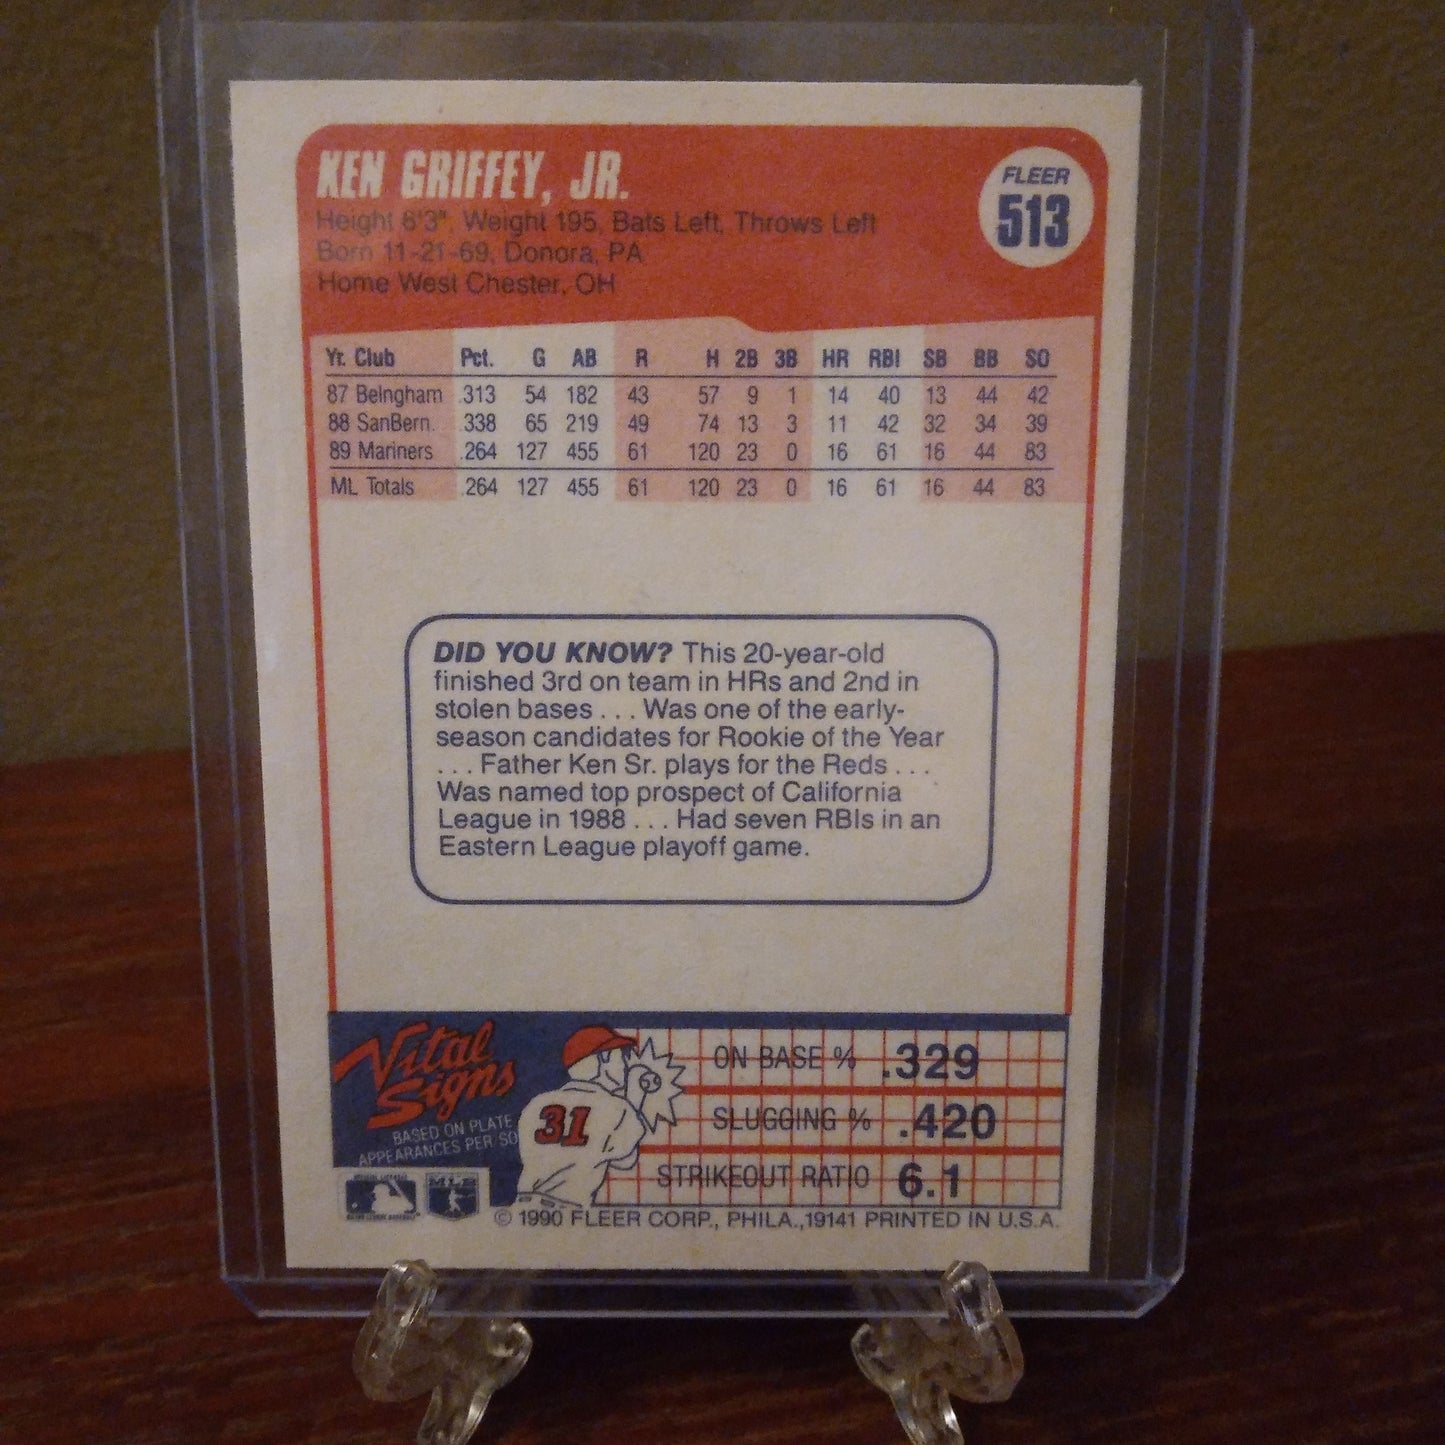 KEN GRIFFEY, JR.
FLEER
513
Height 6'3", Weight 195, Bats Left, Throws Left
Born 11-21-69, Donora, PA
Home West Chester, OH
Yr. Club Pct. G AB R H 2B 3B HR RBI SB BB SO
87 Belngham .313 54 182 43 57 9 1 14 40 13 44 42
88 SanBern. .338 65 219 49 74 13 3 11 42 32 34 39
89 Mariners .264 127 455 61 120 23 0 16 61 16 44 83
ML Totals .264 127 455 61 120 23 0 16 61 16 44 83
DID YOU KNOW? This 20-year-old
finished 3rd on team in HRs and 2nd in
stolen bases . . . Was one of the early-
season candidates for Rookie of the Year
. . . Father Ken Sr. plays for the Reds . . .
Was named top prospect of California
League in 1988 . . . Had seven RBIs in an
Eastern League playoff game.
Vital
Signs
BASED ON PLATE
APPEARANCES PER SO
31
ON BASE % .329
SLUGGING % .420
STRIKEOUT RATIO 6.1
MLB
© 1990 FLEER CORP., PHILA.,19141 PRINTED IN U.S.A.